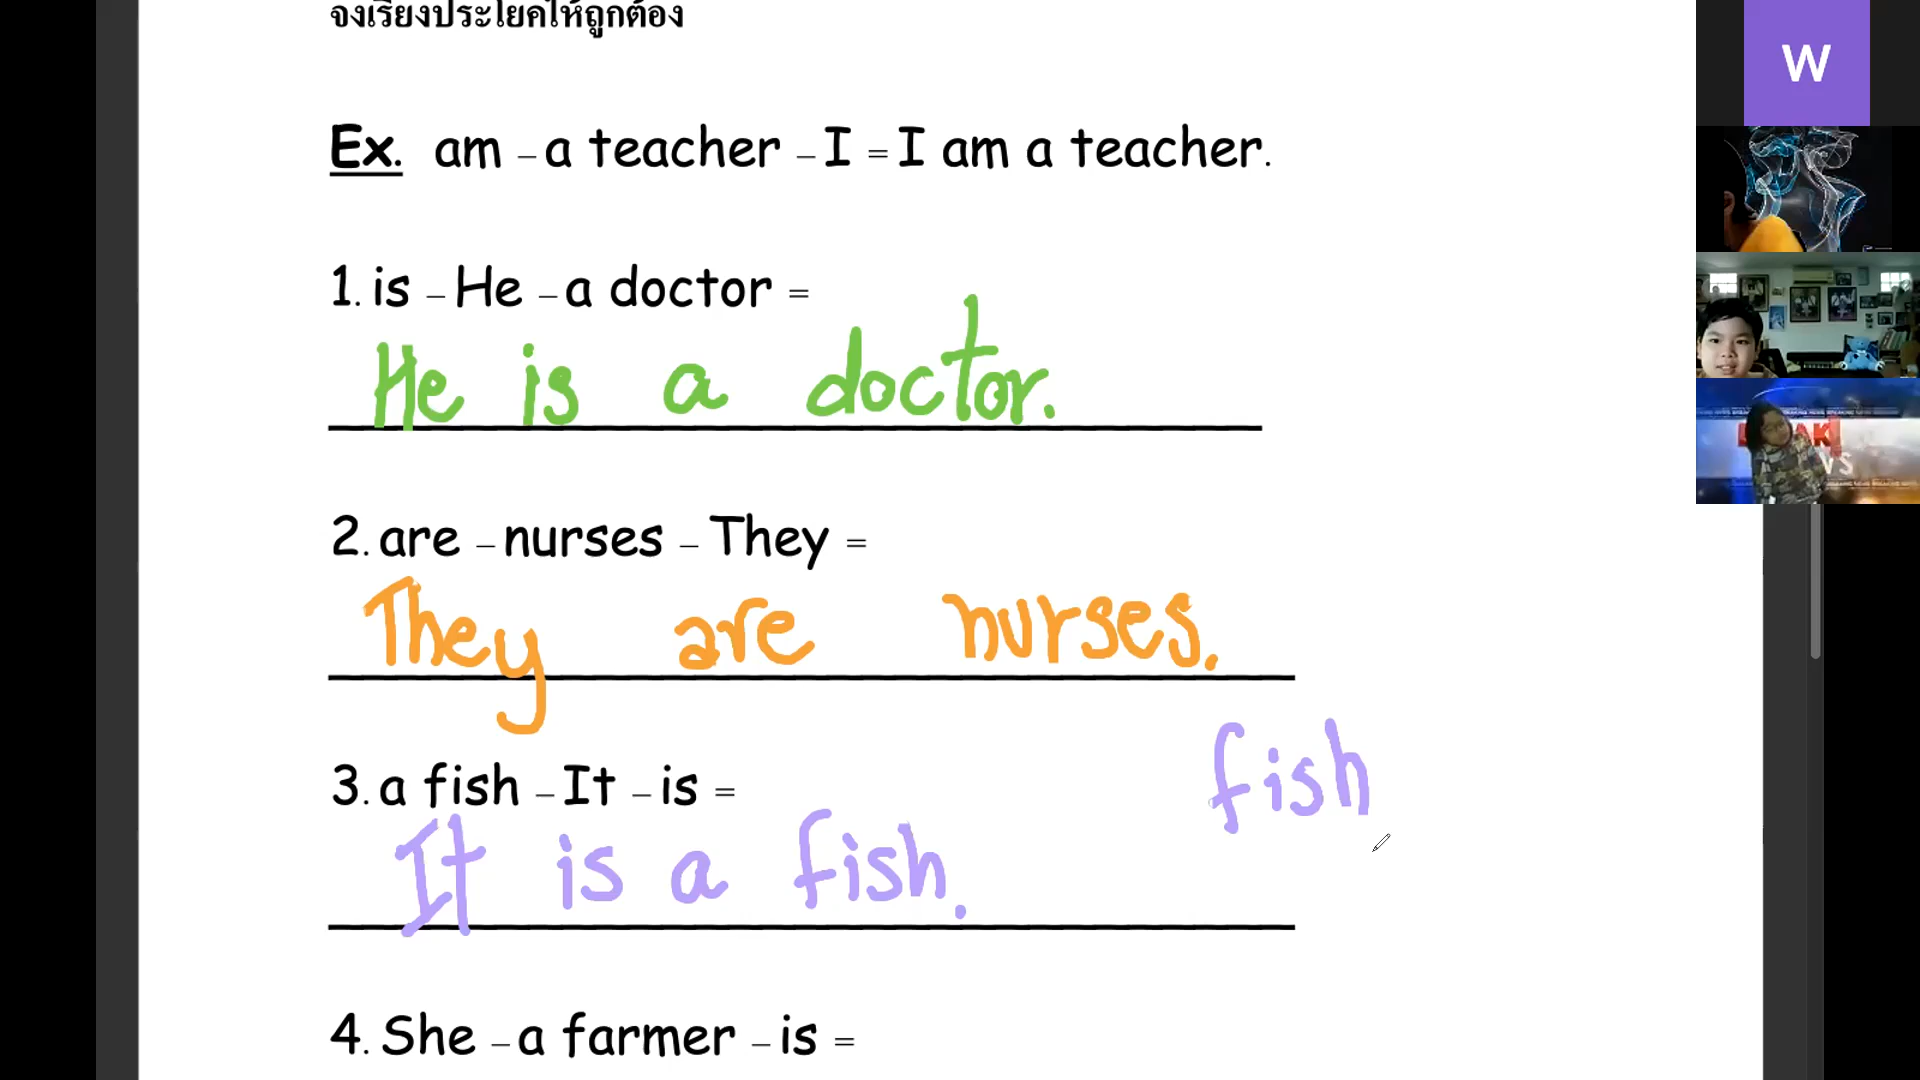 จงเรียงประโยคให้ถูกต้อง
Ex. am – a teacher – I = I am a teacher.
1. is – He – a doctor =
He is a doctor.
2. are – nurses – They =
They are nurses.
3. a fish – It – is =
fish
It is a fish.
4. She – a farmer – is =
W